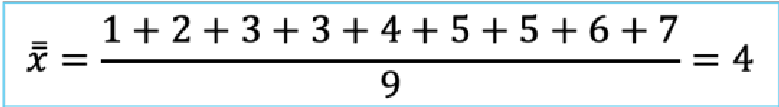 x̿ = (1 + 2 + 3 + 3 + 4 + 5 + 5 + 6 + 7) / 9 = 4